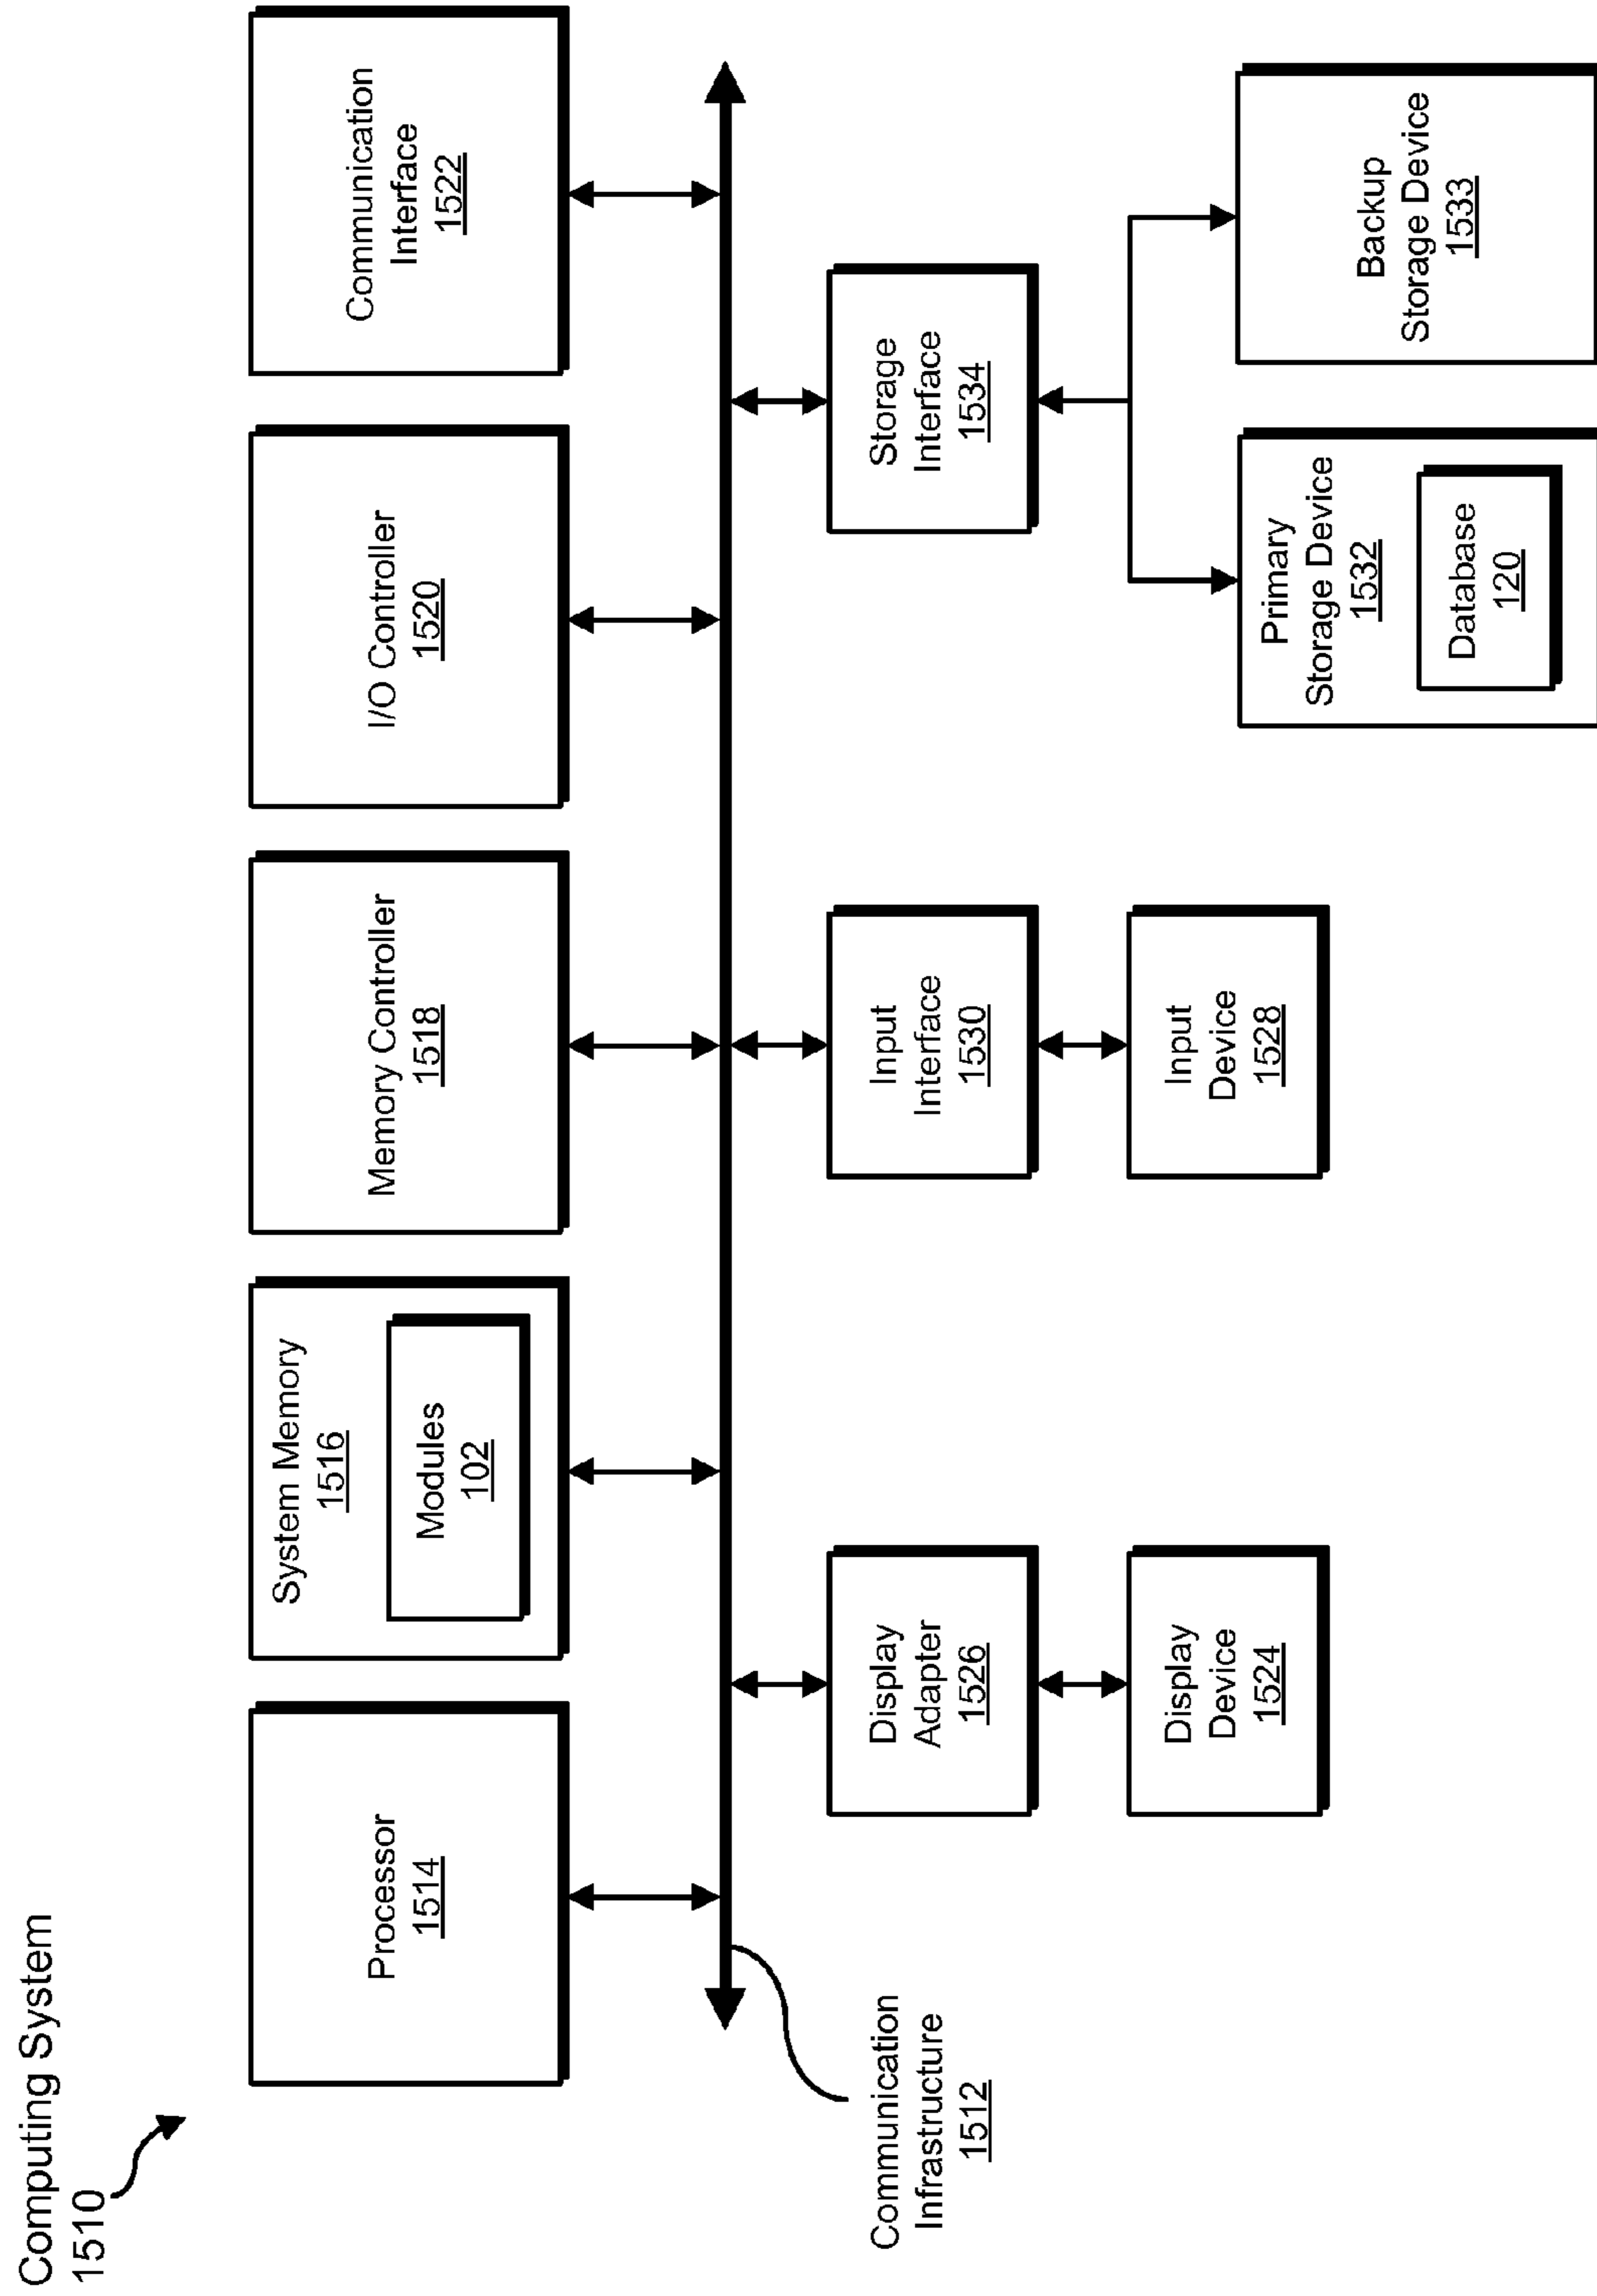 Computing System
1510
Processor
1514
System Memory
1516
Modules
102
Memory Controller
1518
I/O Controller
1520
Communication
Interface
1522
Communication
Infrastructure
1512
Display
Adapter
1526
Input
Interface
1530
Storage
Interface
1534
Display
Device
1524
Input
Device
1528
Primary
Storage Device
1532
Database
120
Backup
Storage Device
1533